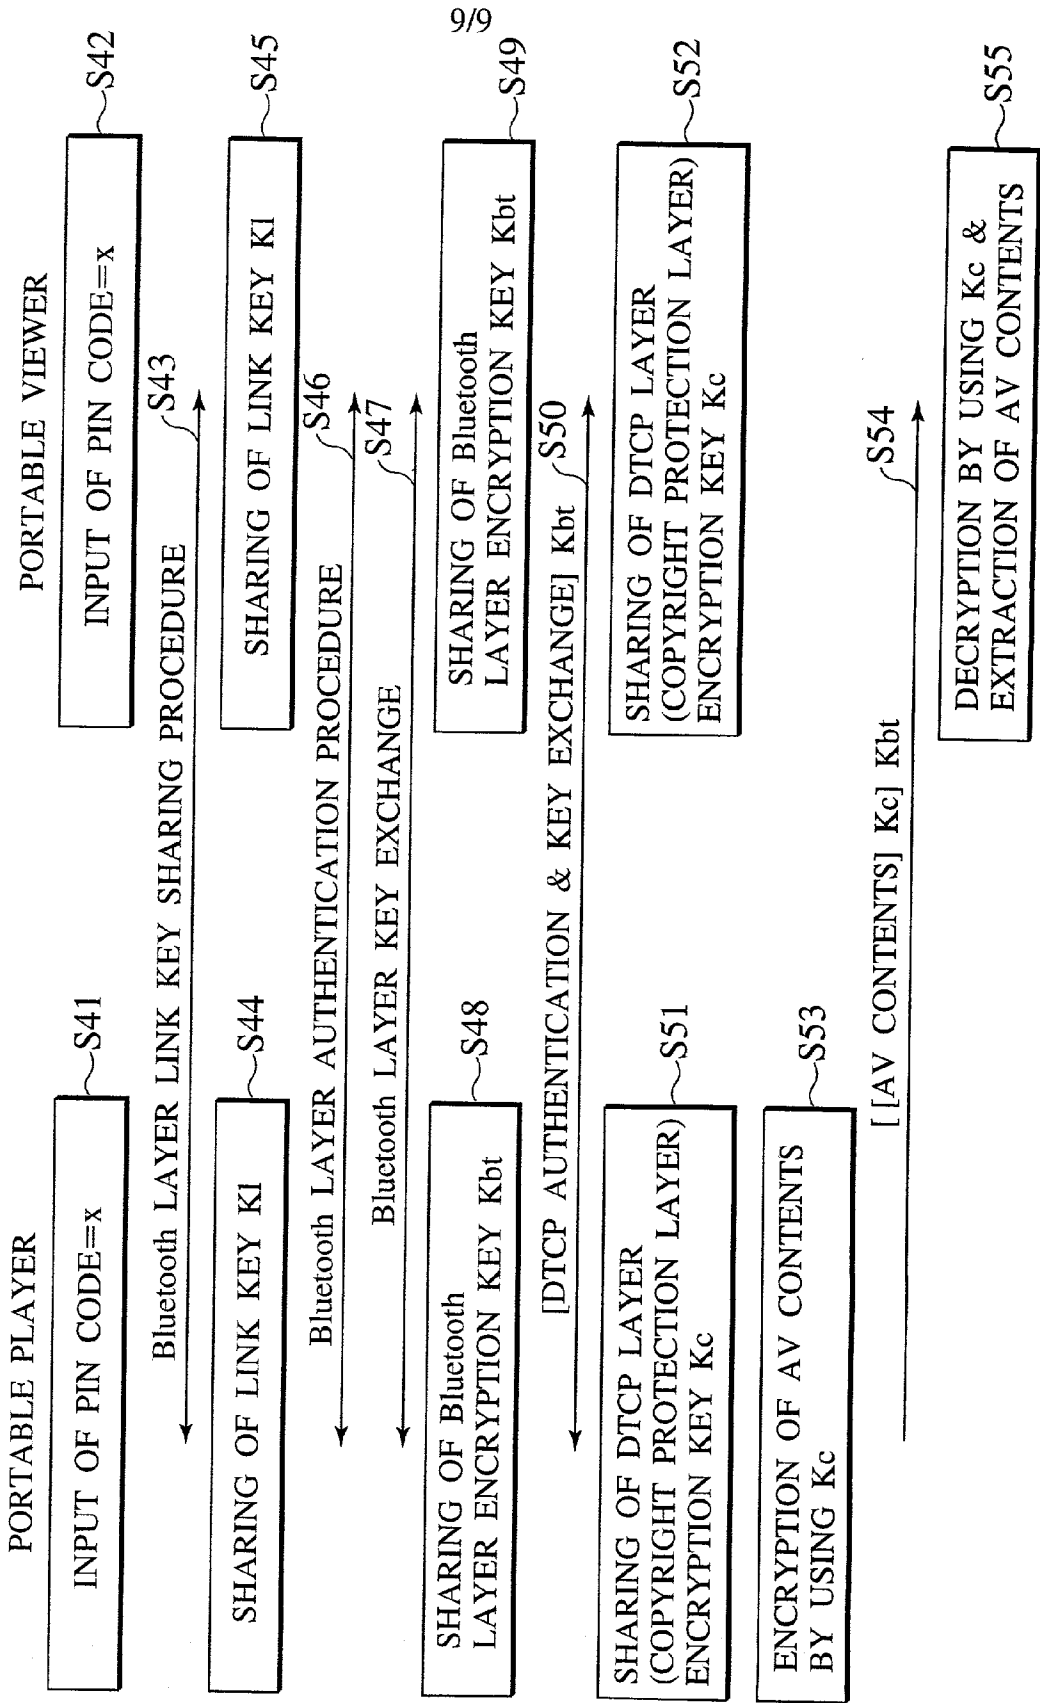 9/9
PORTABLE PLAYER
PORTABLE VIEWER
INPUT OF PIN CODE=x
S41
INPUT OF PIN CODE=x
S42
Bluetooth LAYER LINK KEY SHARING PROCEDURE
S43
SHARING OF LINK KEY Kl
S44
SHARING OF LINK KEY Kl
S45
Bluetooth LAYER AUTHENTICATION PROCEDURE
S46
Bluetooth LAYER KEY EXCHANGE
S47
SHARING OF Bluetooth
LAYER ENCRYPTION KEY Kbt
S48
SHARING OF Bluetooth
LAYER ENCRYPTION KEY Kbt
S49
[DTCP AUTHENTICATION & KEY EXCHANGE] Kbt
S50
SHARING OF DTCP LAYER
(COPYRIGHT PROTECTION LAYER)
ENCRYPTION KEY Kc
S51
SHARING OF DTCP LAYER
(COPYRIGHT PROTECTION LAYER)
ENCRYPTION KEY Kc
S52
ENCRYPTION OF AV CONTENTS
BY USING Kc
S53
[ [AV CONTENTS] Kc] Kbt
S54
DECRYPTION BY USING Kc &
EXTRACTION OF AV CONTENTS
S55